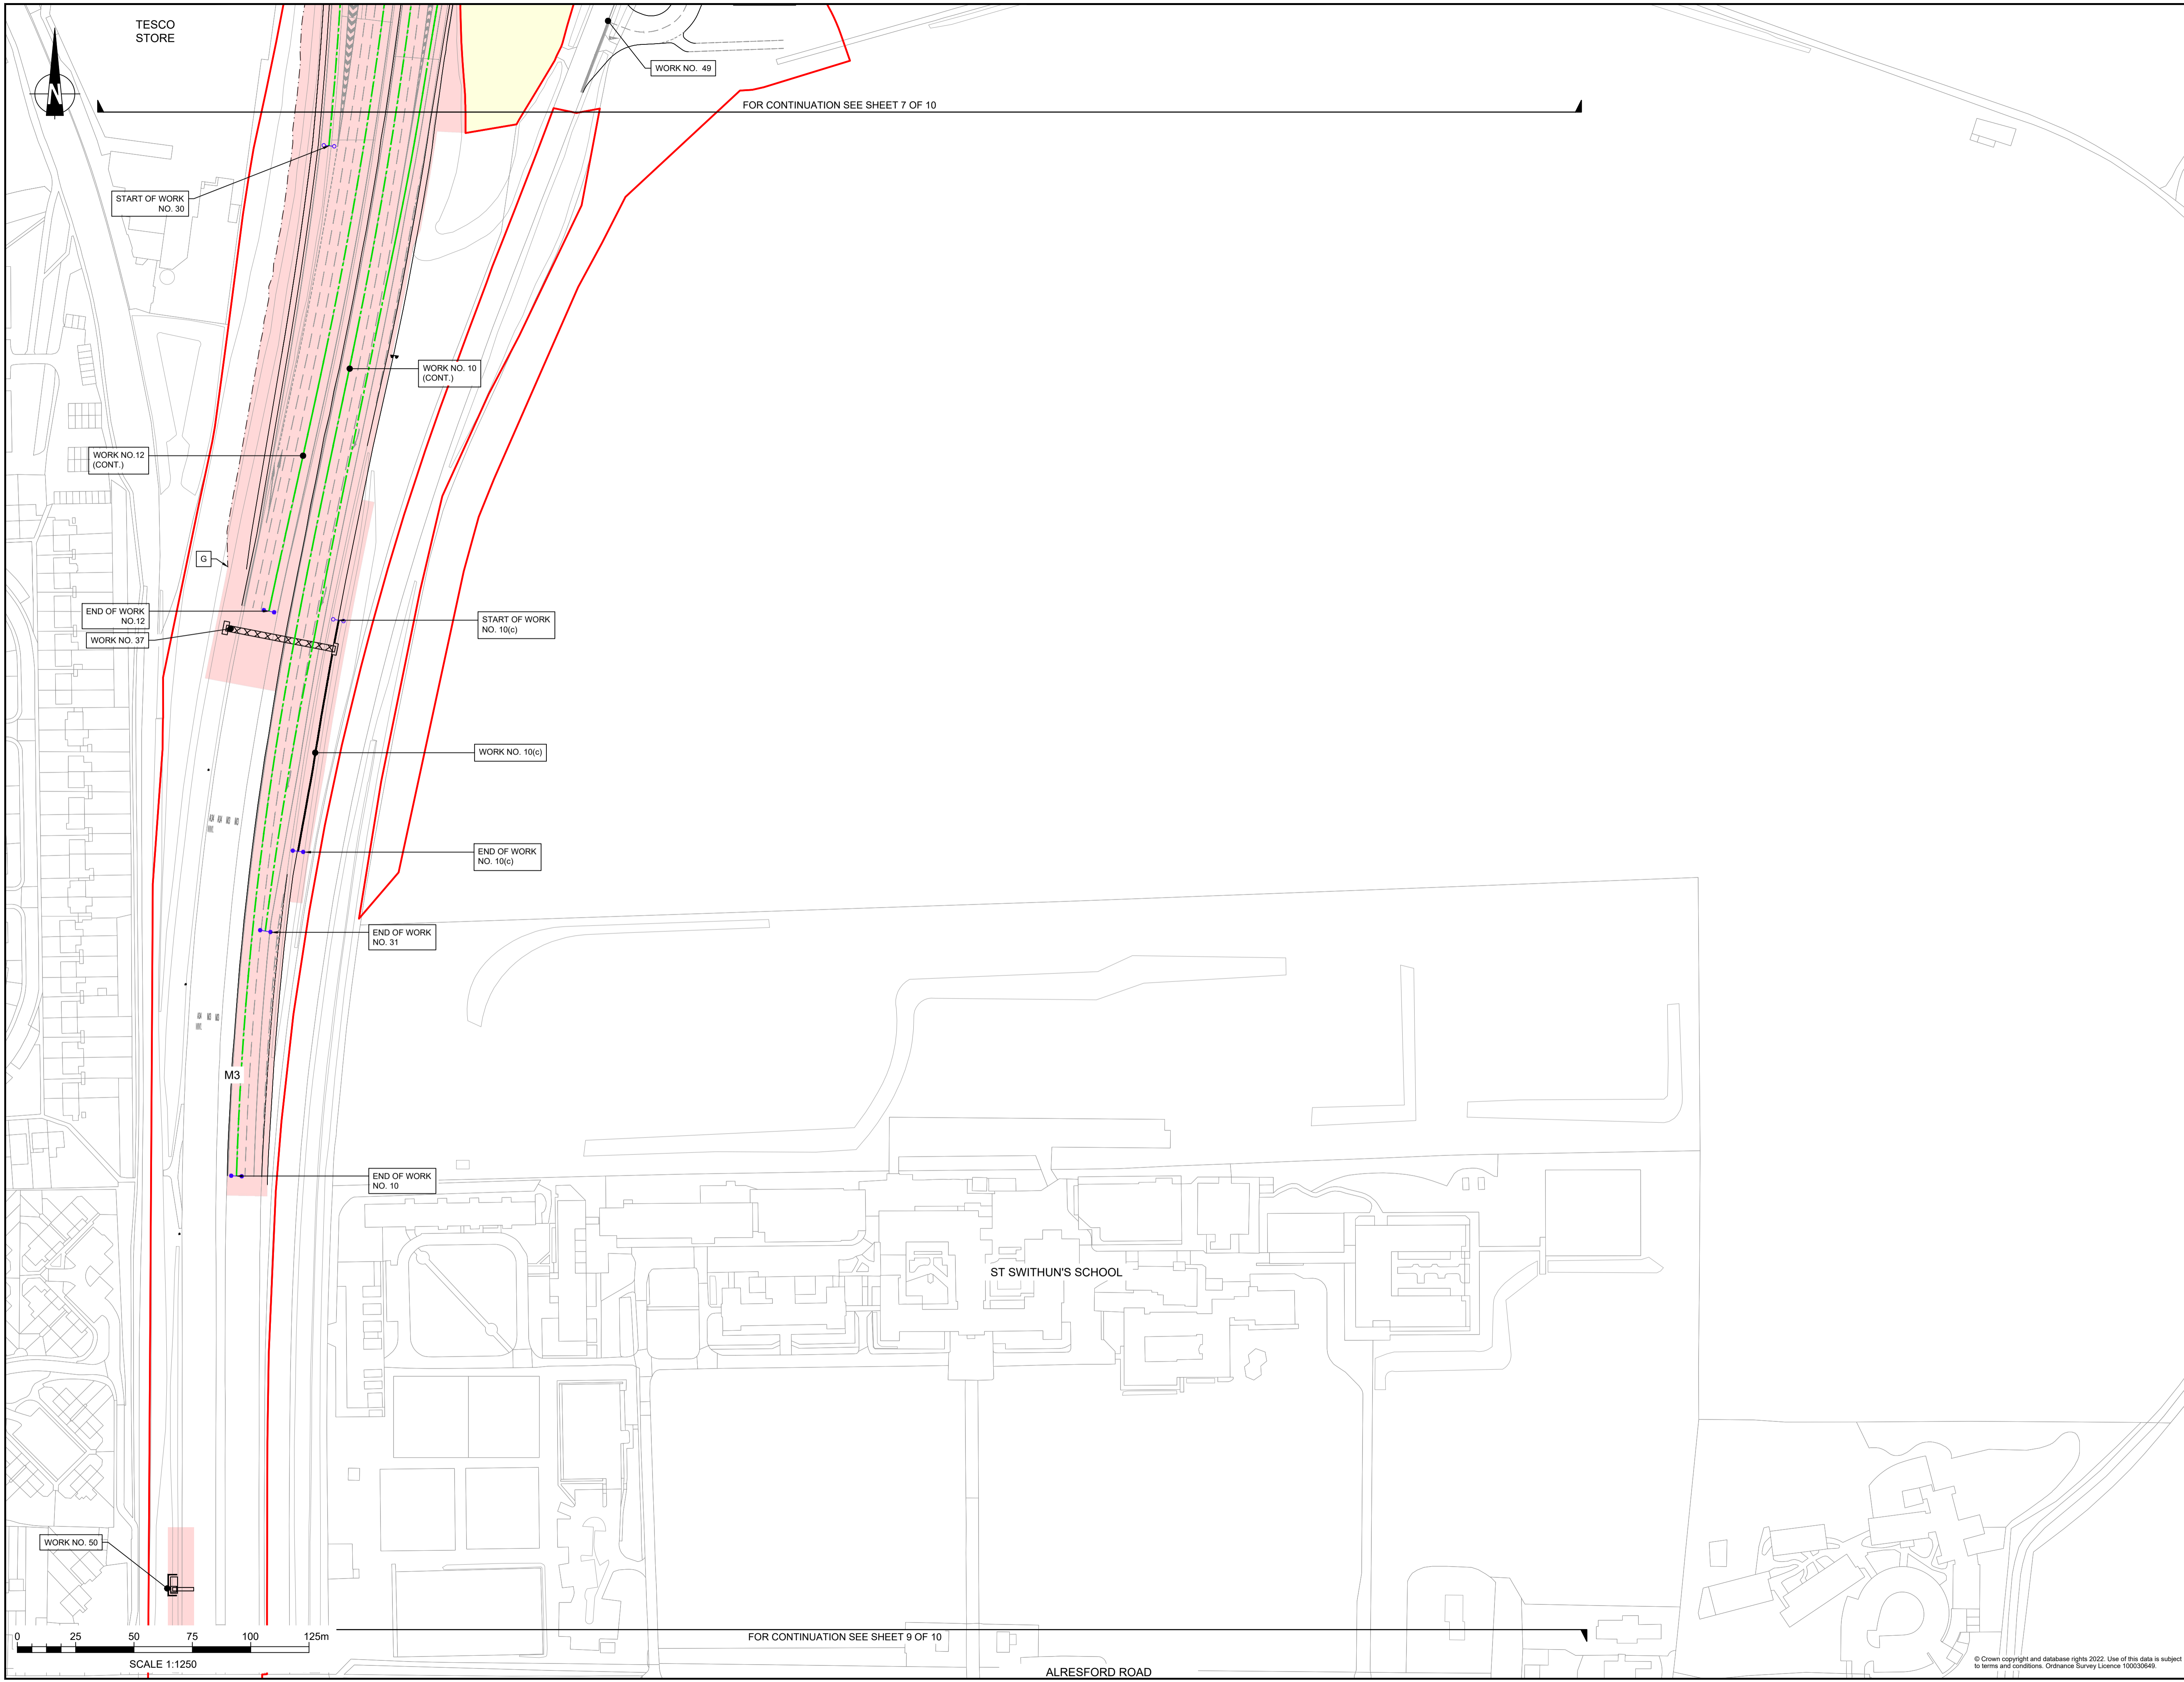 TESCO
STORE
N
WORK NO. 49
FOR CONTINUATION SEE SHEET 7 OF 10
START OF WORK
NO. 30
WORK NO. 10
(CONT.)
WORK NO.12
(CONT.)
G
END OF WORK
NO.12
START OF WORK
NO. 10(c)
WORK NO. 37
WORK NO. 10(c)
END OF WORK
NO. 10(c)
END OF WORK
NO. 31
M3
END OF WORK
NO. 10
ST SWITHUN'S SCHOOL
WORK NO. 50
0 25 50 75 100 125m
SCALE 1:1250
FOR CONTINUATION SEE SHEET 9 OF 10
ALRESFORD ROAD
© Crown copyright and database rights 2022. Use of this data is subject
to terms and conditions. Ordnance Survey Licence 100030649.